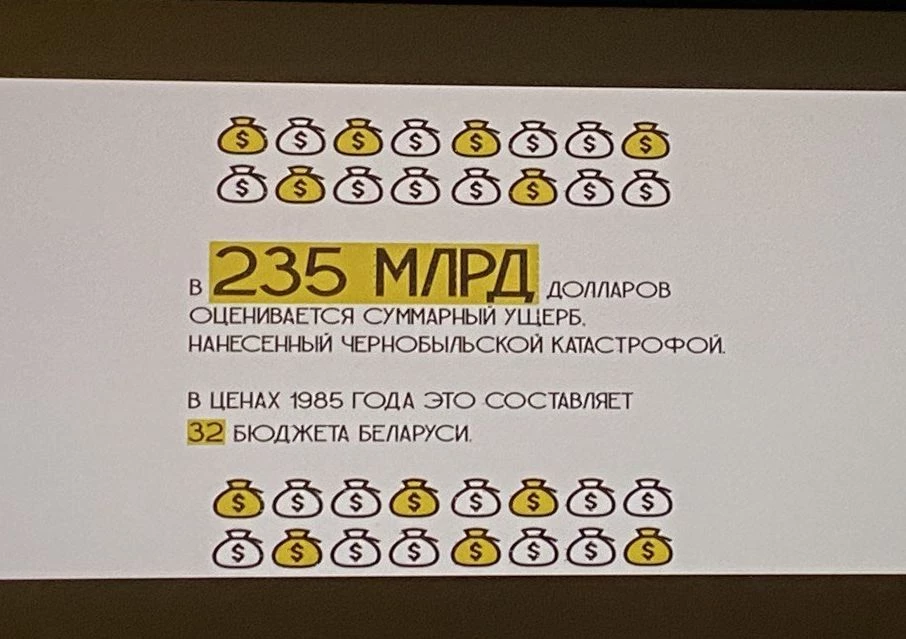 $ $ $ $ $ $ $ $
$ $ $ $ $ $ $ $
В 235 МЛРД ДОЛЛАРОВ
ОЦЕНИВАЕТСЯ СУММАРНЫЙ УЩЕРБ,
НАНЕСЕННЫЙ ЧЕРНОБЫЛЬСКОЙ КАТАСТРОФОЙ.
В ЦЕНАХ 1985 ГОДА ЭТО СОСТАВЛЯЕТ
32 БЮДЖЕТА БЕЛАРУСИ.
$ $ $ $ $ $ $ $
$ $ $ $ $ $ $ $